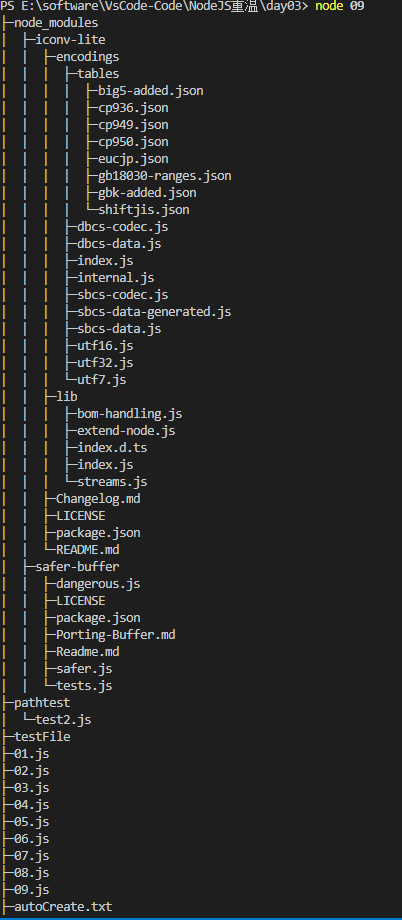 PS E:\software\VsCode-Code\NodeJS重温\day03> node 09
├─node_modules
│ ├─iconv-lite
│ │ ├─encodings
│ │ │ ├─tables
│ │ │ │ ├─big5-added.json
│ │ │ │ ├─cp936.json
│ │ │ │ ├─cp949.json
│ │ │ │ ├─cp950.json
│ │ │ │ ├─eucjp.json
│ │ │ │ ├─gb18030-ranges.json
│ │ │ │ ├─gbk-added.json
│ │ │ │ └─shiftjis.json
│ │ │ ├─dbcs-codec.js
│ │ │ ├─dbcs-data.js
│ │ │ ├─index.js
│ │ │ ├─internal.js
│ │ │ ├─sbcs-codec.js
│ │ │ ├─sbcs-data-generated.js
│ │ │ ├─sbcs-data.js
│ │ │ ├─utf16.js
│ │ │ ├─utf32.js
│ │ │ └─utf7.js
│ │ ├─lib
│ │ │ ├─bom-handling.js
│ │ │ ├─extend-node.js
│ │ │ ├─index.d.ts
│ │ │ ├─index.js
│ │ │ └─streams.js
│ │ ├─Changelog.md
│ │ ├─LICENSE
│ │ ├─package.json
│ │ └─README.md
│ ├─safer-buffer
│ │ ├─dangerous.js
│ │ ├─LICENSE
│ │ ├─package.json
│ │ ├─Porting-Buffer.md
│ │ ├─Readme.md
│ │ ├─safer.js
│ │ └─tests.js
├─pathtest
│ └─test2.js
├─testFile
├─01.js
├─02.js
├─03.js
├─04.js
├─05.js
├─06.js
├─07.js
├─08.js
├─09.js
├─autoCreate.txt